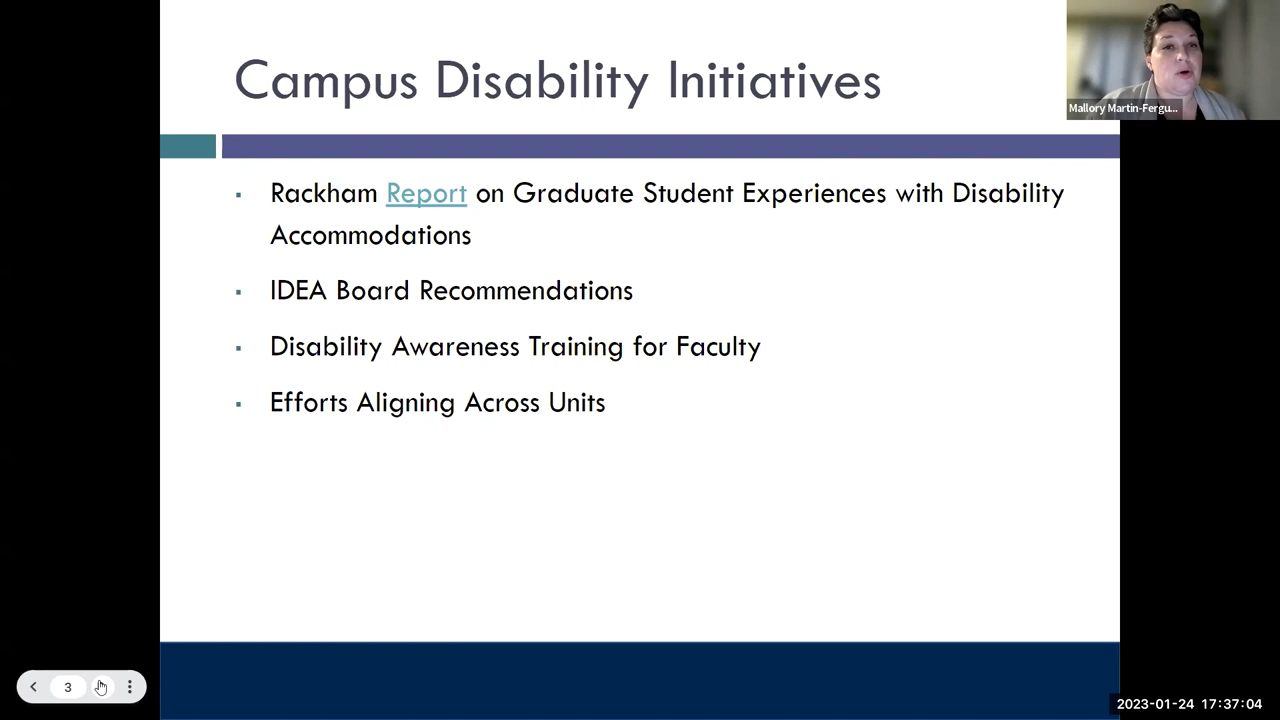 Campus Disability Initiatives
Mallory Martin-Fergu...
▪ Rackham Report on Graduate Student Experiences with Disability
Accommodations
▪ IDEA Board Recommendations
▪ Disability Awareness Training for Faculty
▪ Efforts Aligning Across Units
3
2023-01-24 17:37:04